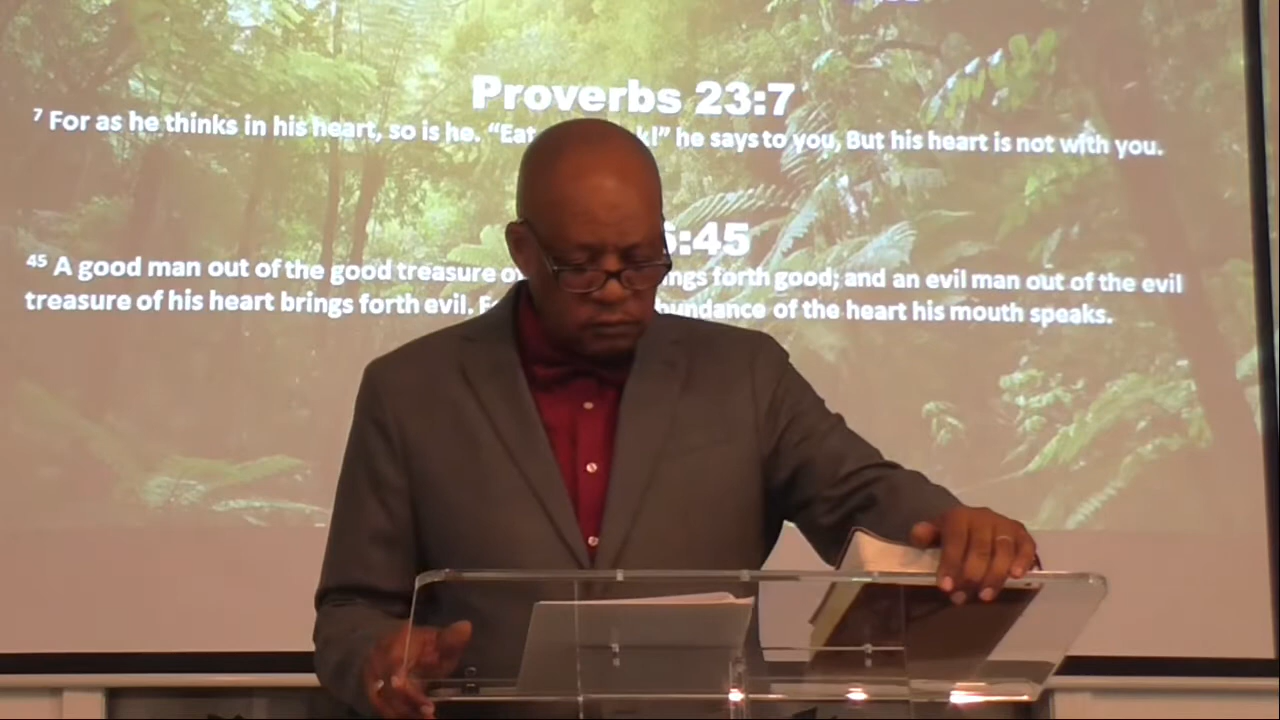 Proverbs 23:7
7 For as he thinks in his heart, so is he. “Eat k!” he says to you, But his heart is not with you.
:45
45 A good man out of the good treasure o ings forth good; and an evil man out of the evil
treasure of his heart brings forth evil. F bundance of the heart his mouth speaks.